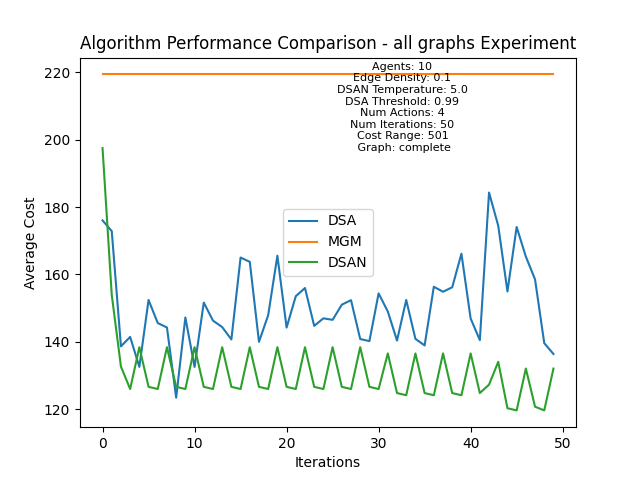 Algorithm Performance Comparison - all graphs Experiment
Agents: 10
Edge Density: 0.1
DSAN Temperature: 5.0
DSA Threshold: 0.99
Num Actions: 4
Num Iterations: 50
Cost Range: 501
Graph: complete
DSA
MGM
DSAN
Average Cost
220
200
180
160
140
120
0 10 20 30 40 50
Iterations